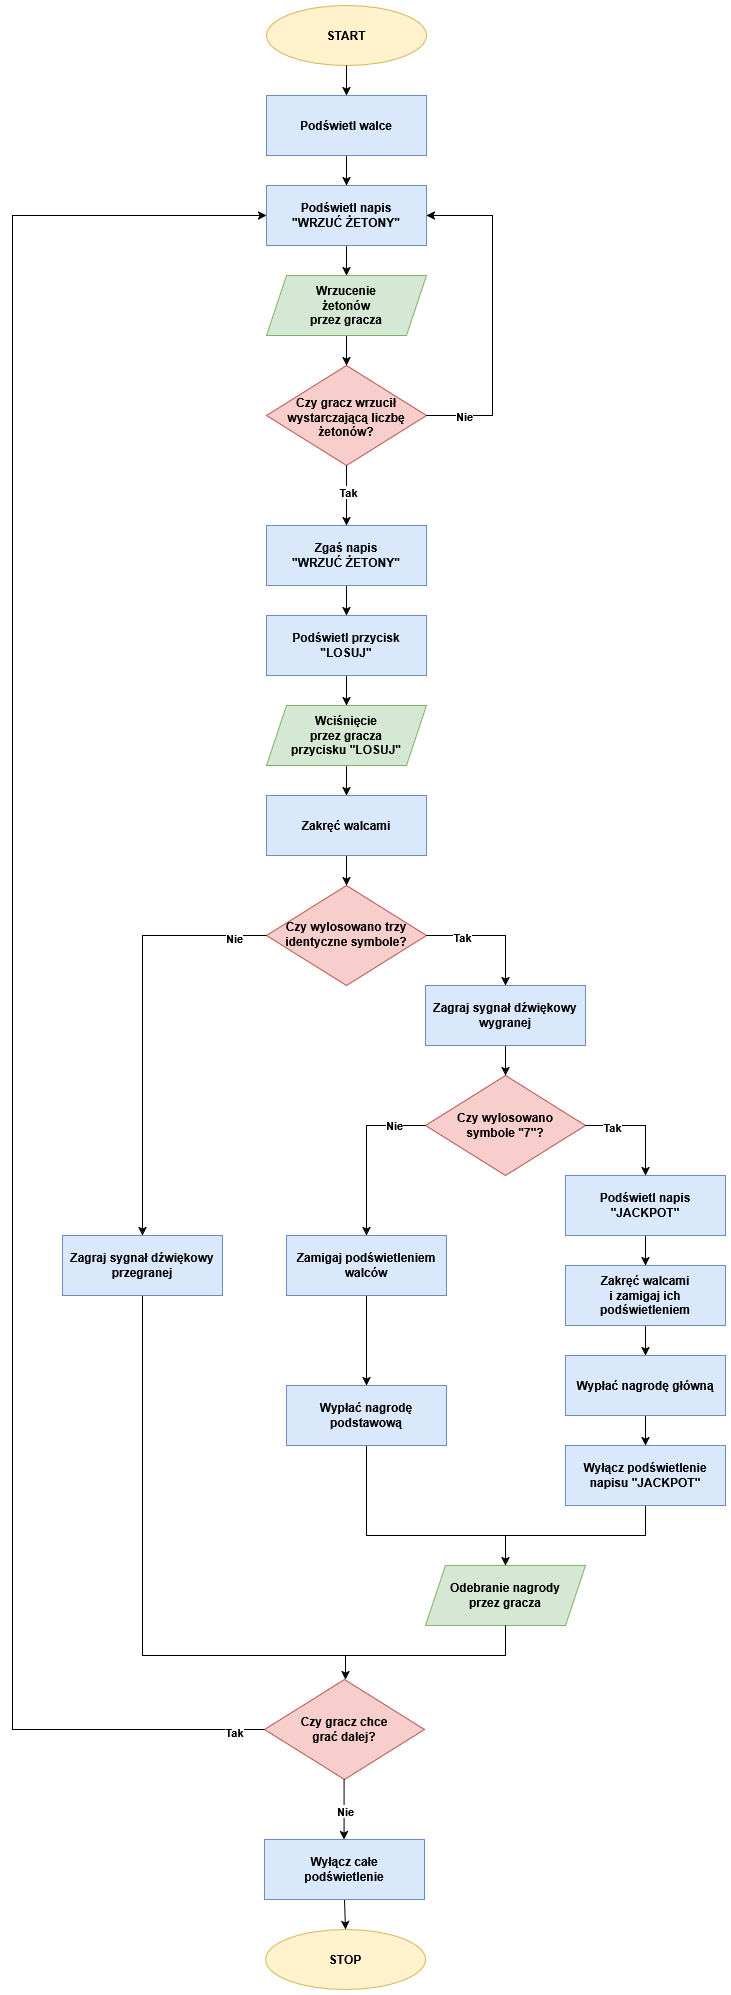 START
Podświetl walce
Podświetl napis
"WRZUĆ ŻETONY"
Wrzucenie
żetonów
przez gracza
Czy gracz wrzucił
wystarczającą liczbę
żetonów?
Nie
Tak
Zgaś napis
"WRZUĆ ŻETONY"
Podświetl przycisk
"LOSUJ"
Wciśnięcie
przez gracza
przycisku "LOSUJ"
Zakręć walcami
Czy wylosowano trzy
identyczne symbole?
Nie
Tak
Zagraj sygnał dźwiękowy
wygranej
Czy wylosowano
symbole "7"?
Nie
Tak
Podświetl napis
"JACKPOT"
Zagraj sygnał dźwiękowy
przegranej
Zamigaj podświetleniem
walców
Zakręć walcami
i zamigaj ich
podświetleniem
Wypłać nagrodę główną
Wypłać nagrodę
podstawową
Wyłącz podświetlenie
napisu "JACKPOT"
Odebranie nagrody
przez gracza
Czy gracz chce
grać dalej?
Tak
Nie
Wyłącz całe
podświetlenie
STOP